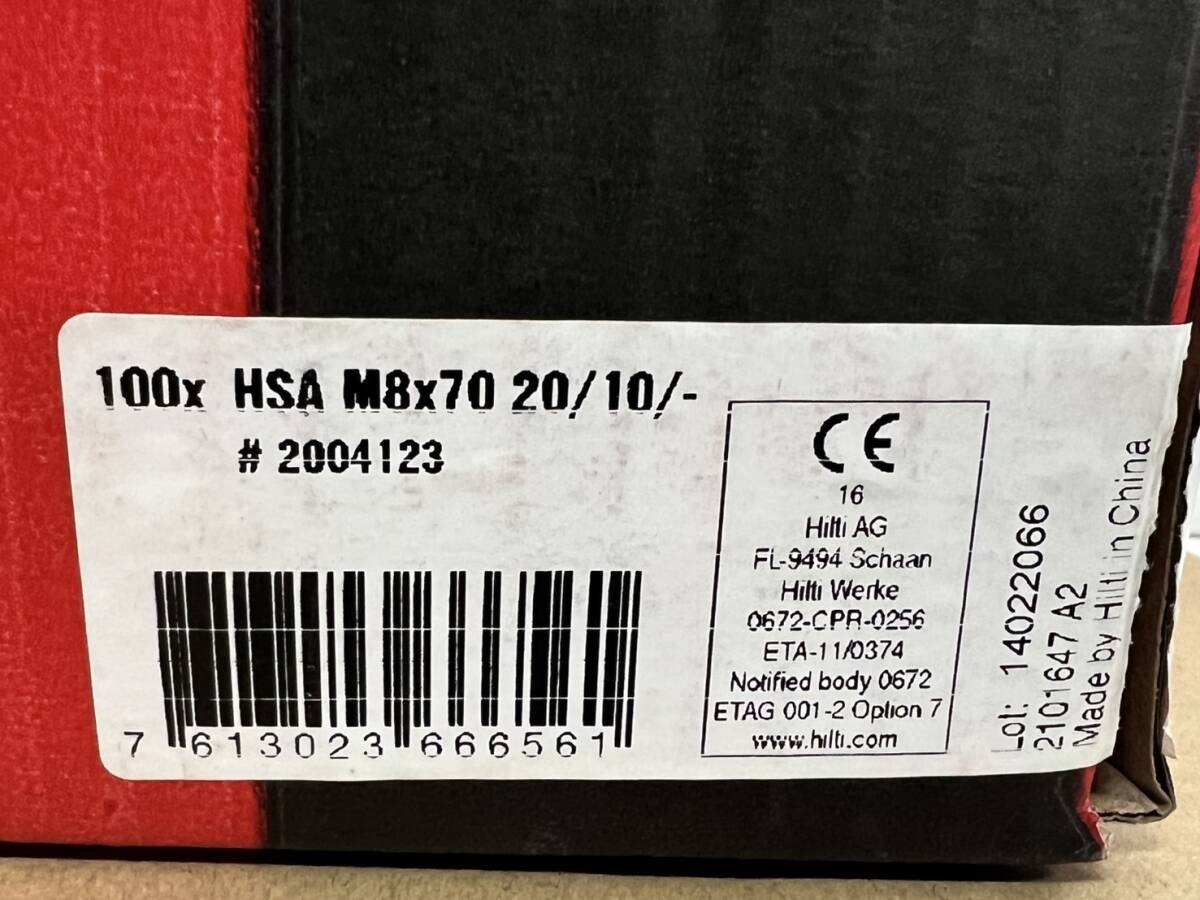 100x HSA M8x70 20/10/-
# 2004123
7 613023 666561
CE
16
Hilti AG
FL-9494 Schaan
Hilti Werke
0672-CPR-0256
ETA-11/0374
Notified body 0672
ETAG 001-2 Option 7
www.hilti.com
Lot: 14022066
2101647 A2
Made by Hilti in China